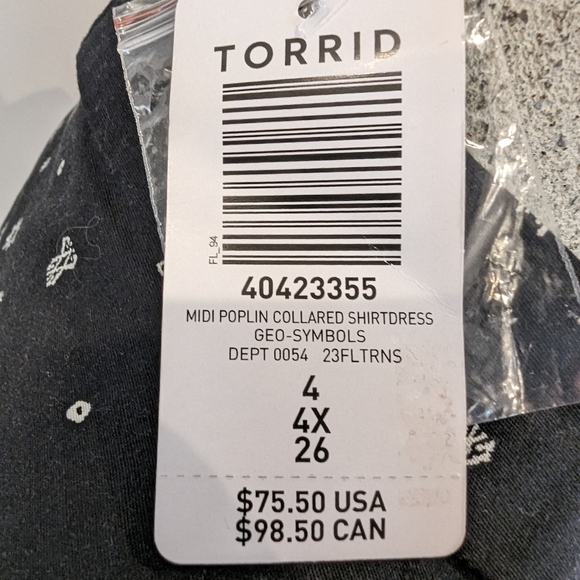 TORRID
FL_94
40423355
MIDI POPLIN COLLARED SHIRTDRESS
GEO-SYMBOLS
DEPT 0054 23FLTRNS
4
4X
26
$75.50 USA
$98.50 CAN